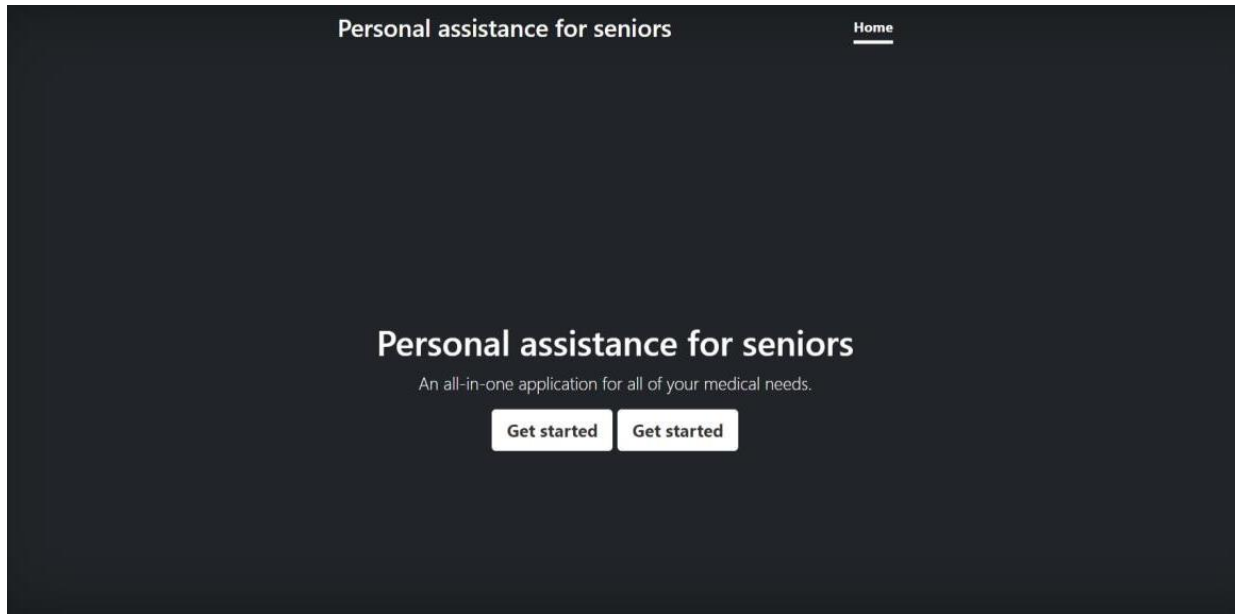 Personal assistance for seniors
Home
Personal assistance for seniors
An all-in-one application for all of your medical needs.
Get started
Get started